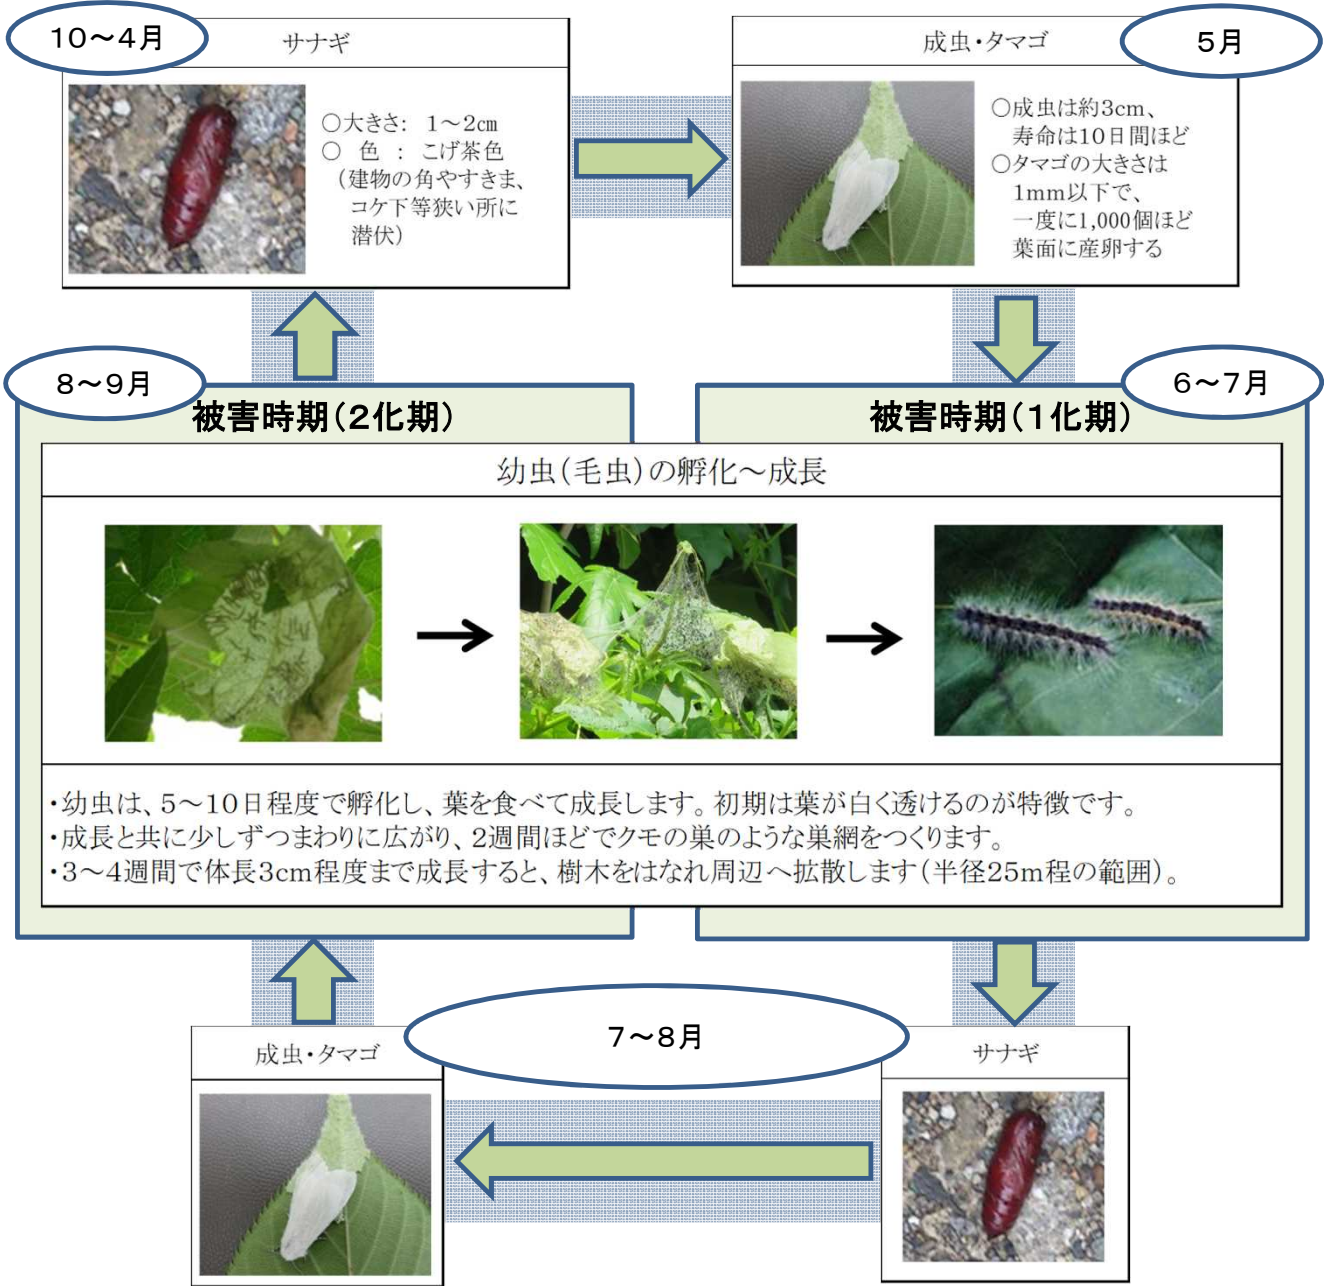 10～4月
サナギ
○大きさ： 1～2㎝
○ 色 ： こげ茶色
（建物の角やすきま、
コケ下等狭い所に
潜伏）
成虫・タマゴ
5月
○成虫は約3cm、
寿命は10日間ほど
○タマゴの大きさは
1mm以下で、
一度に1,000個ほど
葉面に産卵する
8～9月
被害時期（2化期）
6～7月
被害時期（1化期）
幼虫（毛虫）の孵化～成長
・幼虫は、5～10日程度で孵化し、葉を食べて成長します。初期は葉が白く透けるのが特徴です。
・成長と共に少しずつまわりに広がり、2週間ほどでクモの巣のような巣網をつくります。
・3～4週間で体長3cm程度まで成長すると、樹木をはなれ周辺へ拡散します（半径25m程の範囲）。
7～8月
成虫・タマゴ
サナギ